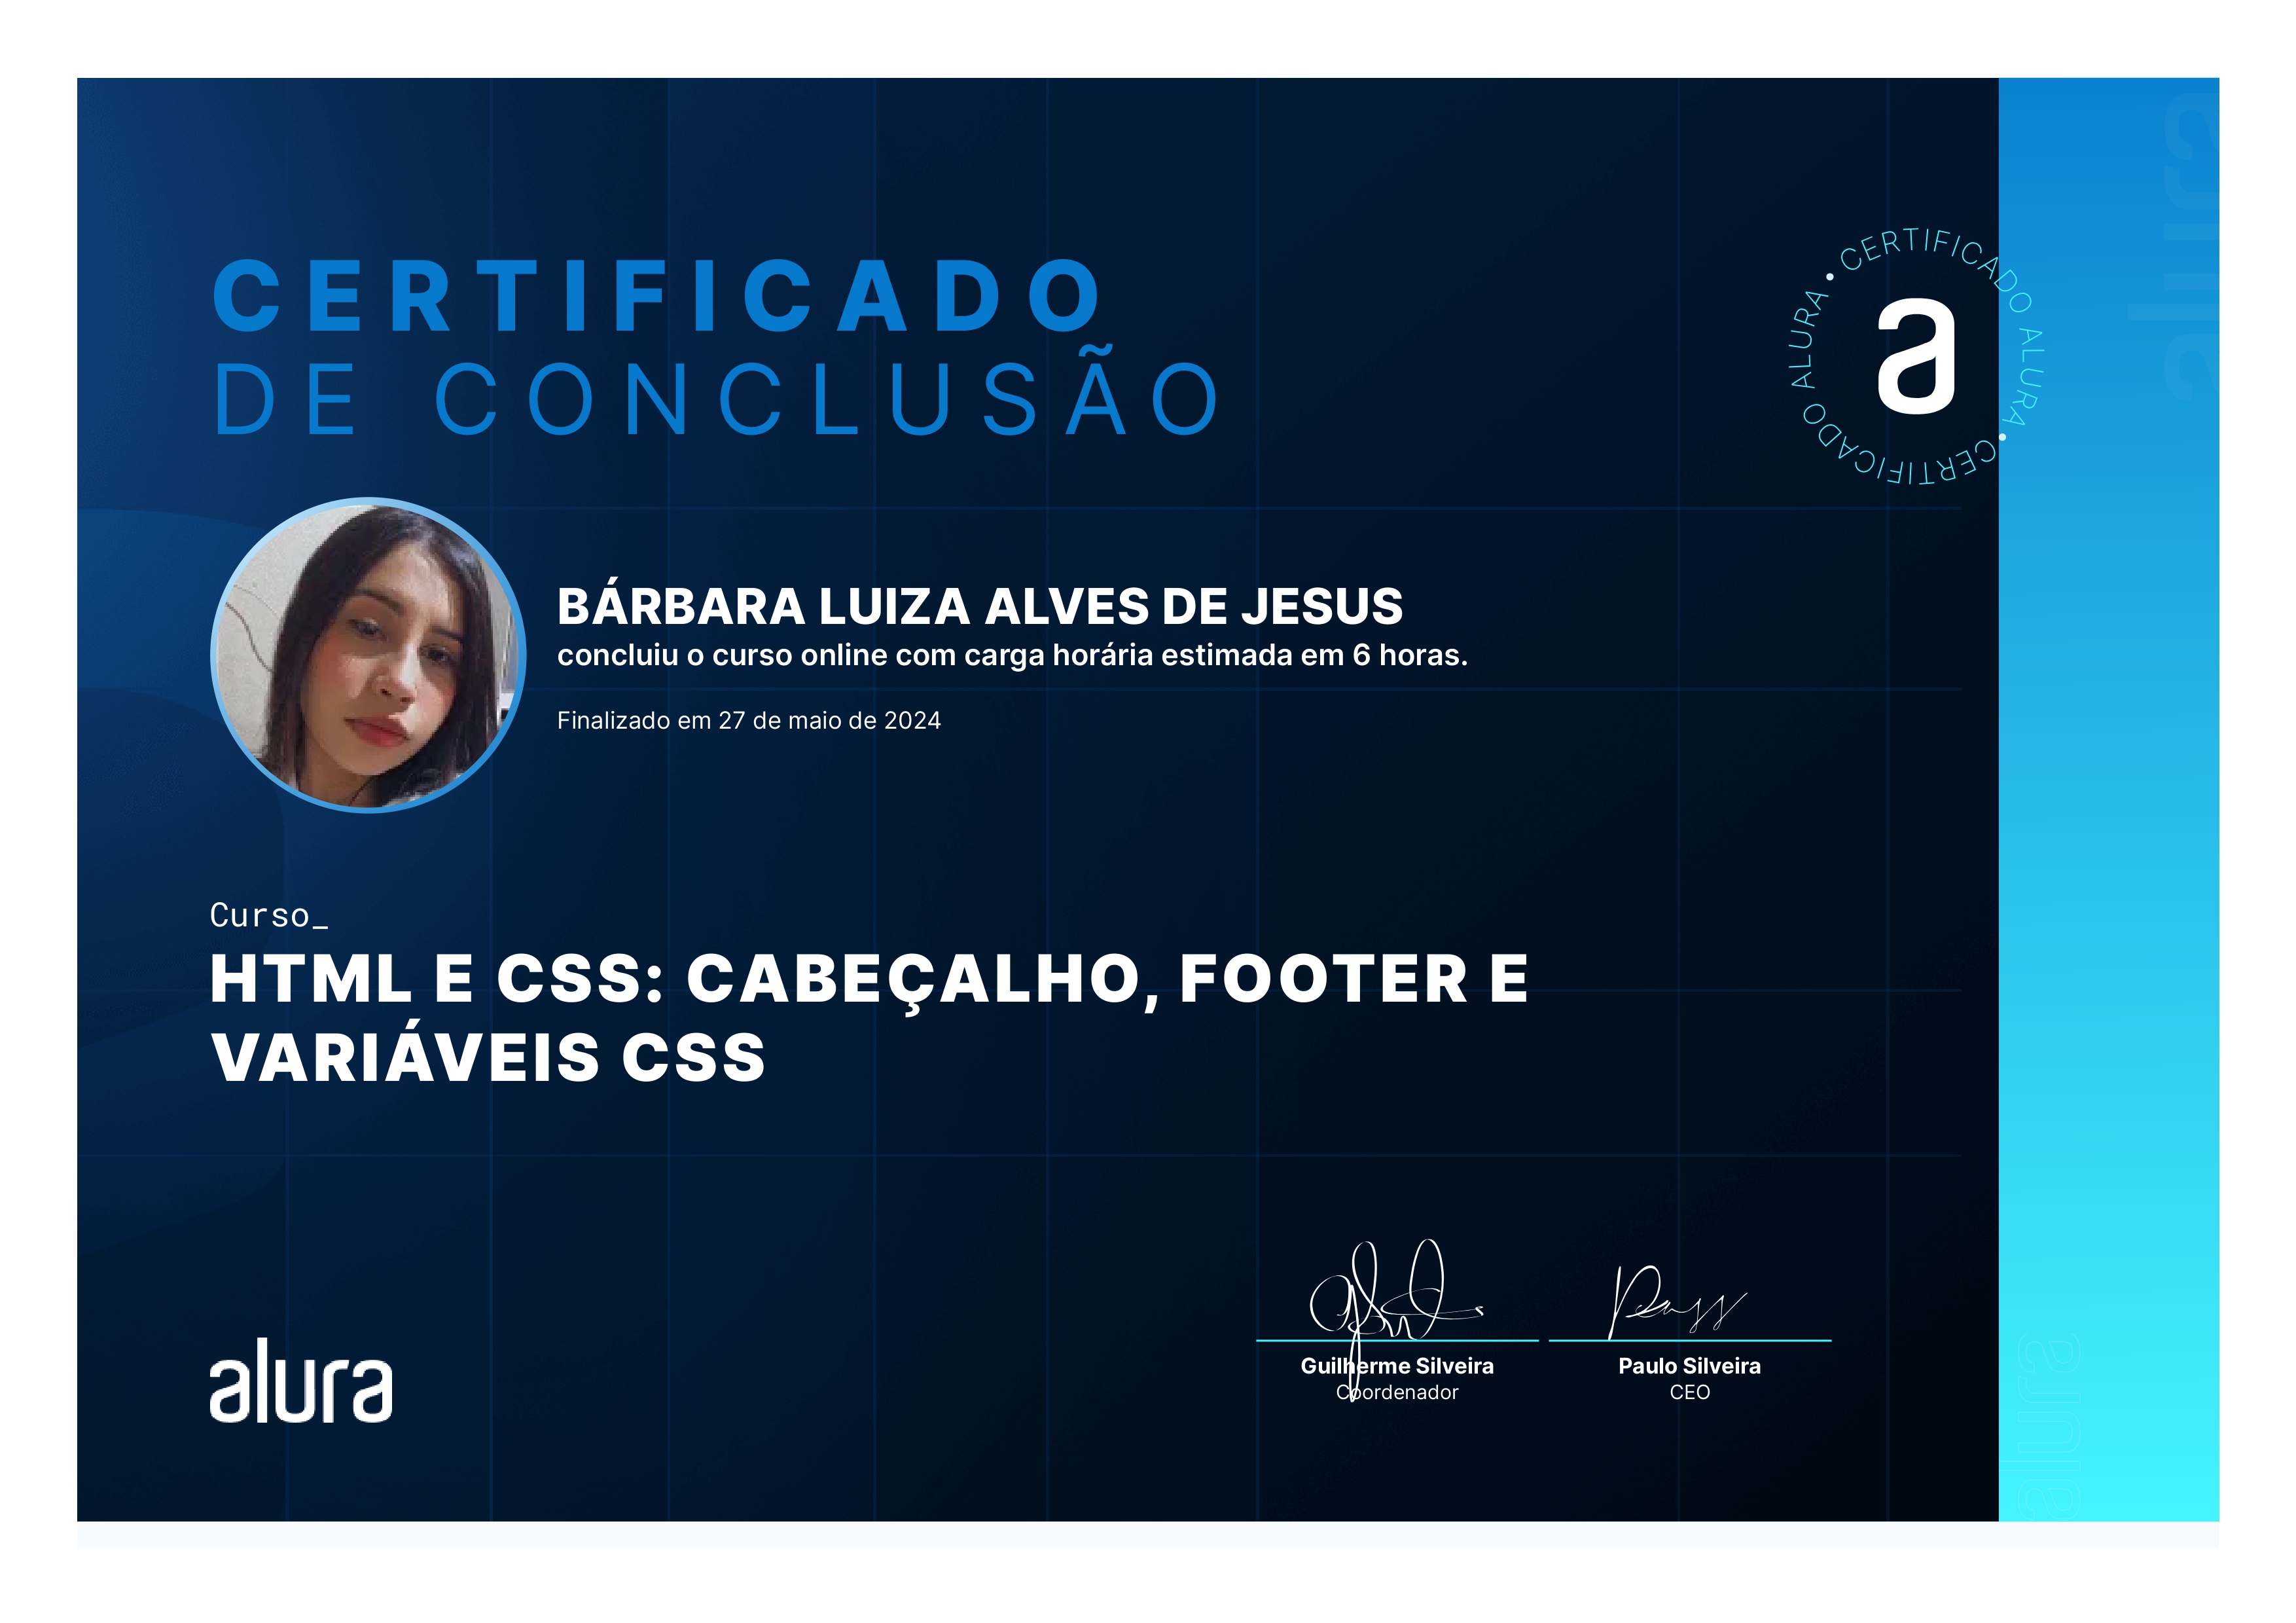 CERTIFICADO
DE CONCLUSÃO
CERTIFICADO ALURA • CERTIFICADO ALURA •
a
alura
BÁRBARA LUIZA ALVES DE JESUS
concluiu o curso online com carga horária estimada em 6 horas.
Finalizado em 27 de maio de 2024
Curso_
HTML E CSS: CABEÇALHO, FOOTER E
VARIÁVEIS CSS
alura
Guilherme Silveira
Coordenador
Paulo Silveira
CEO
alura